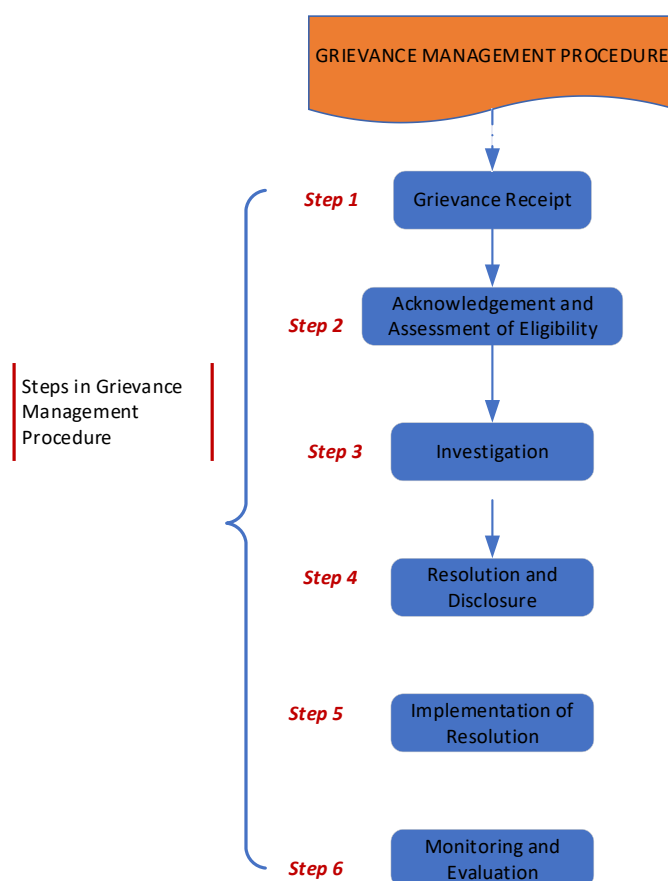 GRIEVANCE MANAGEMENT PROCEDURE
Step 1
Grievance Receipt
Step 2
Acknowledgement and
Assessment of Eligibility
Steps in Grievance
Management
Procedure
Step 3
Investigation
Step 4
Resolution and
Disclosure
Step 5
Implementation of
Resolution
Step 6
Monitoring and
Evaluation